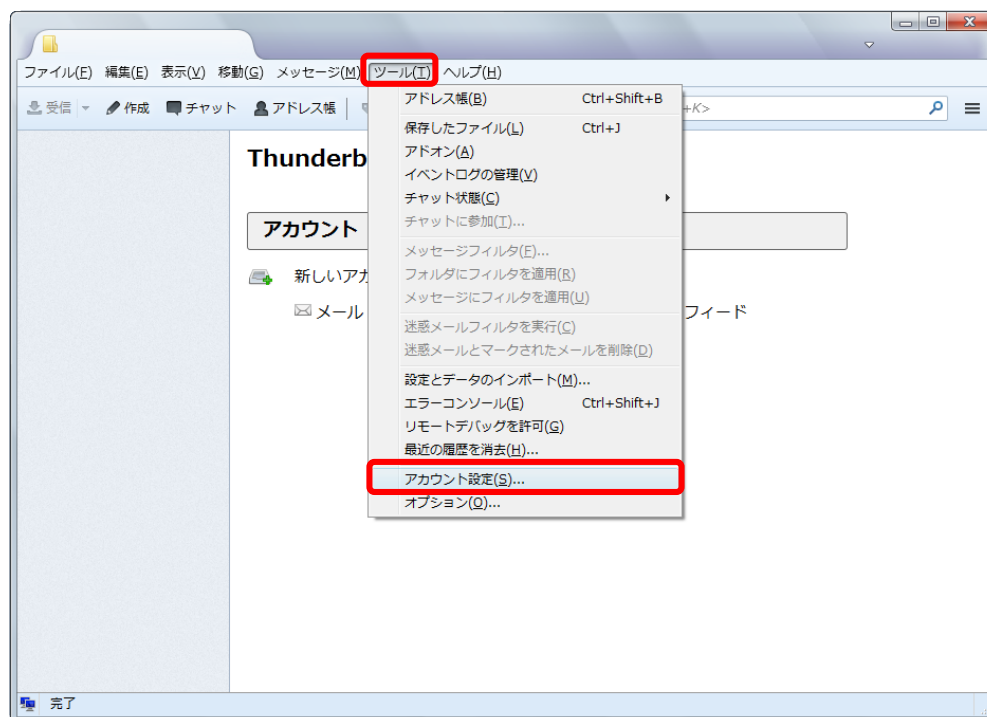 ファイル(F) 編集(E) 表示(V) 移動(G) メッセージ(M) ツール(T) ヘルプ(H)
受信 作成 チャット アドレス帳 +K>
Thunderb
アカウント
新しいアカ
メール フィード
アドレス帳(B) Ctrl+Shift+B
保存したファイル(L) Ctrl+J
アドオン(A)
イベントログの管理(V)
チャット状態(C)
チャットに参加(T)...
メッセージフィルタ(F)...
フォルダにフィルタを適用(R)
メッセージにフィルタを適用(U)
迷惑メールフィルタを実行(C)
迷惑メールとマークされたメールを削除(D)
設定とデータのインポート(M)...
エラーコンソール(E) Ctrl+Shift+J
リモートデバッグを許可(G)
最近の履歴を消去(H)...
アカウント設定(S)...
オプション(O)...
完了